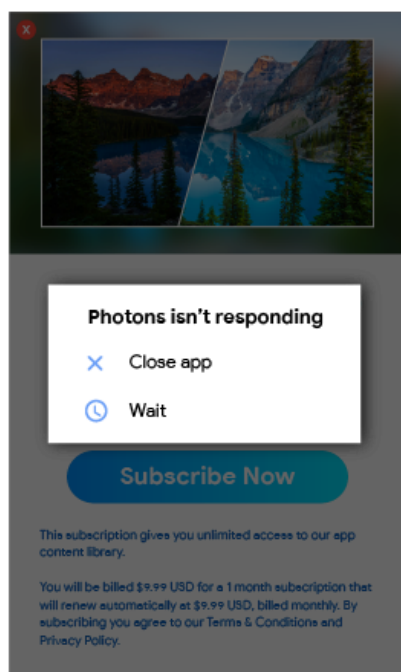 X
Photons isn't responding
Close app
Wait
Subscribe Now
This subscription gives you unlimited access to our app
content library.
You will be billed $9.99 USD for a 1 month subscription that
will renew automatically at $9.99 USD, billed monthly. By
subscribing you agree to our Terms & Conditions and
Privacy Policy.